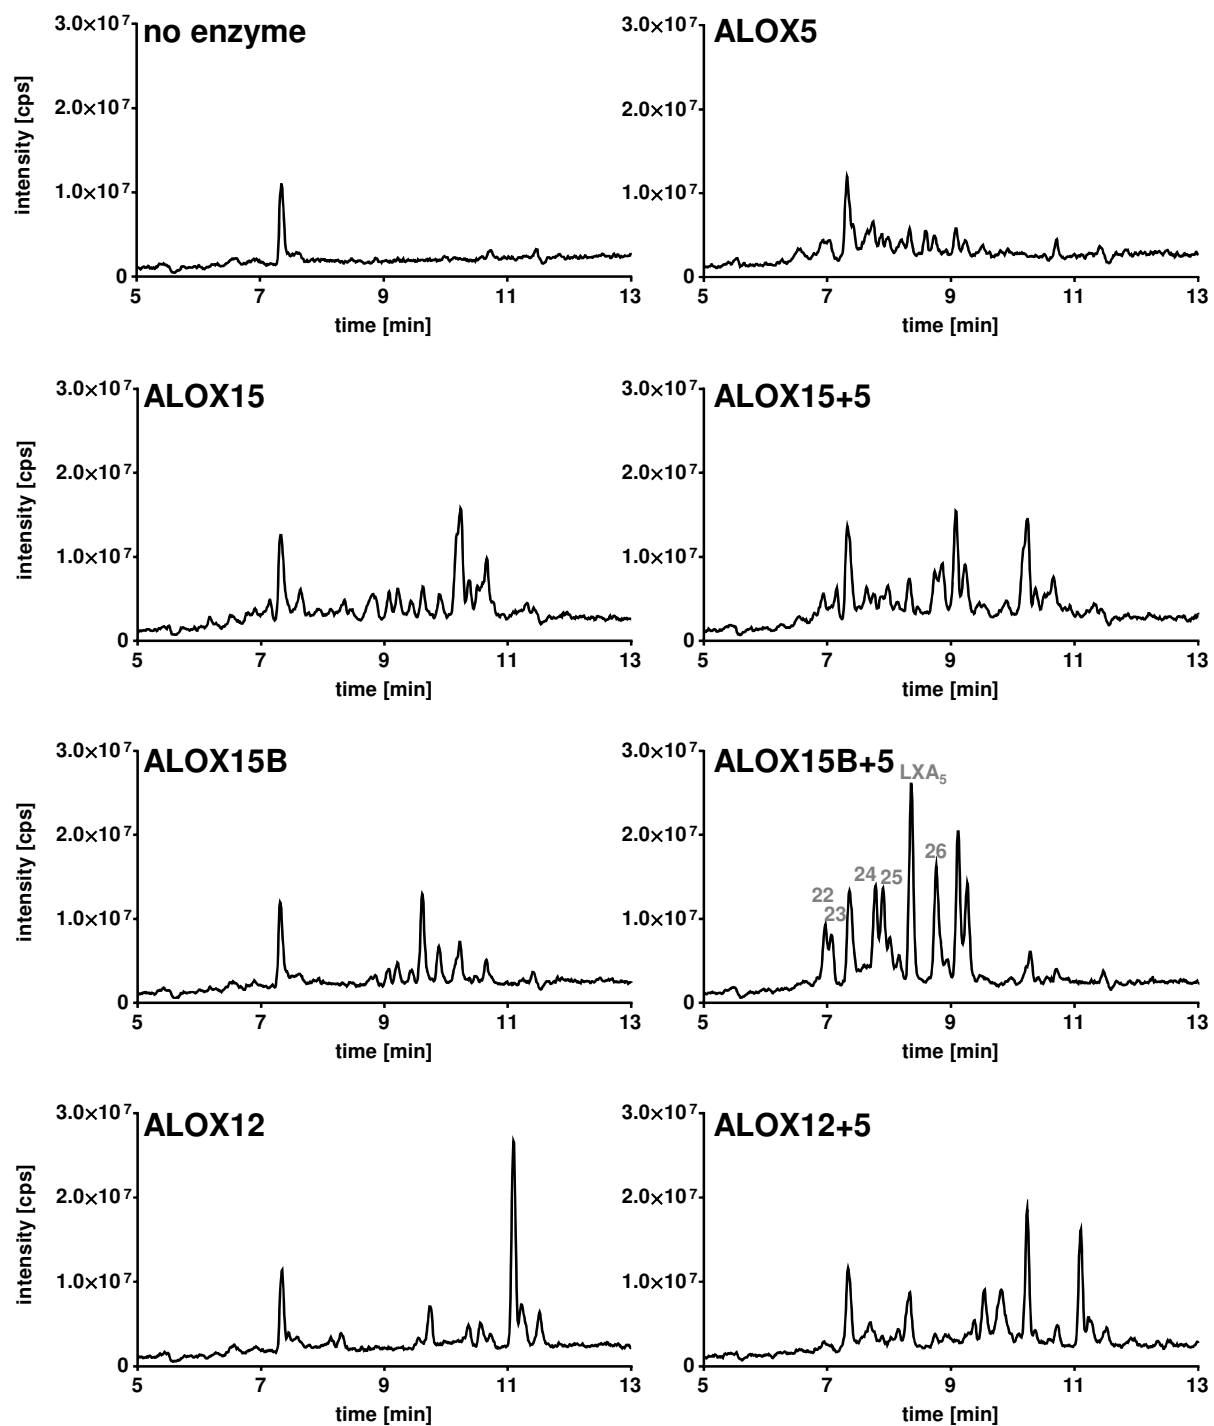 no enzyme
3.0×10⁷
2.0×10⁷
1.0×10⁷
0
intensity [cps]
5 7 9 11 13
time [min]
ALOX5
3.0×10⁷
2.0×10⁷
1.0×10⁷
0
5 7 9 11 13
time [min]
ALOX15
3.0×10⁷
2.0×10⁷
1.0×10⁷
0
intensity [cps]
5 7 9 11 13
time [min]
ALOX15+5
3.0×10⁷
2.0×10⁷
1.0×10⁷
0
5 7 9 11 13
time [min]
ALOX15B
3.0×10⁷
2.0×10⁷
1.0×10⁷
0
intensity [cps]
5 7 9 11 13
time [min]
ALOX15B+5
3.0×10⁷
2.0×10⁷
1.0×10⁷
0
LXA₅
22
23
24
25
26
5 7 9 11 13
time [min]
ALOX12
3.0×10⁷
2.0×10⁷
1.0×10⁷
0
intensity [cps]
5 7 9 11 13
time [min]
ALOX12+5
3.0×10⁷
2.0×10⁷
1.0×10⁷
0
5 7 9 11 13
time [min]